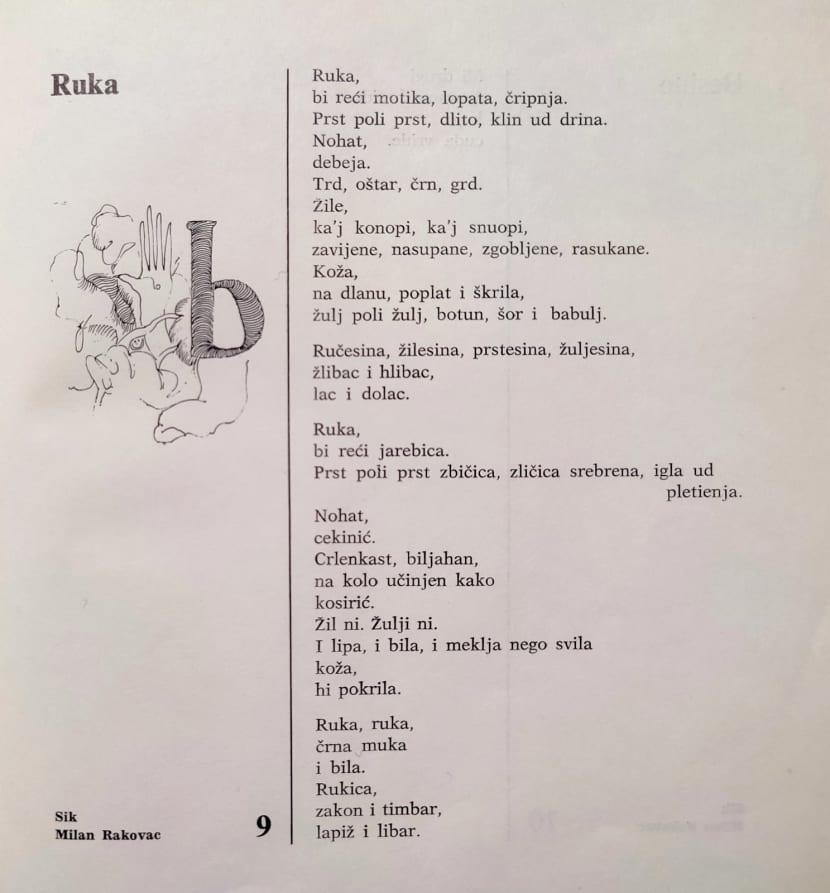 Ruka
Ruka,
bi reći motika, lopata, čripnja.
Prst poli prst, dlito, klin ud drina.
Nohat,
debeja.
Trd, oštar, črn, grd.
Žile,
ka'j konopi, ka'j snuopi,
zavijene, nasupane, zgobljene, rasukane.
Koža,
na dlanu, poplat i škrila,
žulj poli žulj, botun, šor i babulj.
Ručesina, žilesina, prstesina, žuljesina,
žlibac i hlibac,
lac i dolac.
Ruka,
bi reći jarebica.
Prst poli prst zbičica, zličica srebrena, igla ud
pletienja.
Nohat,
cekinić.
Crlenkast, biljahan,
na kolo učinjen kako
kosirić.
Žil ni. Žulji ni.
I lipa, i bila, i meklja nego svila
koža,
hi pokrila.
Ruka, ruka,
črna muka
i bila.
Rukica,
zakon i timbar,
lapiž i libar.
Sik
Milan Rakovac
9